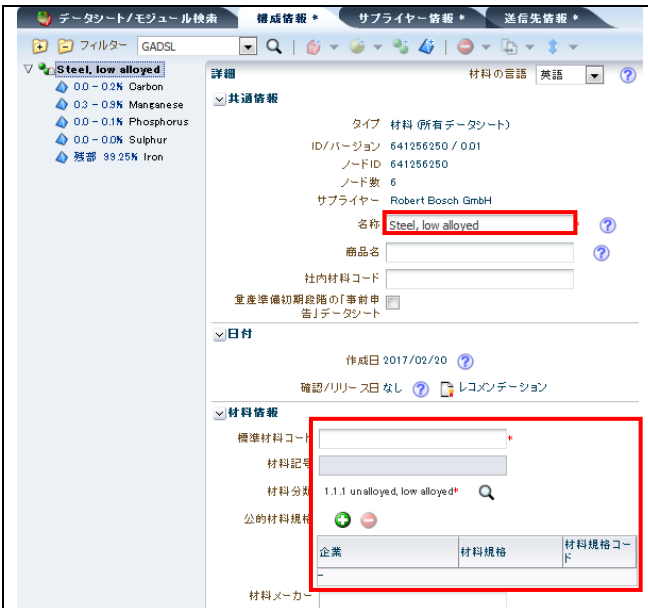 データシート/モジュール検索 構成情報 * サプライヤー情報 * 送信先情報 *
フィルター GADSL
Steel, low alloyed
0.0 - 0.2% Carbon
0.3 - 0.9% Manganese
0.0 - 0.1% Phosphorus
0.0 - 0.0% Sulphur
残部 99.25% Iron
詳細 材料の言語 英語
共通情報
タイプ 材料 (所有データシート)
ID/バージョン 641256250 / 0.01
ノードID 641256250
ノード数 6
サプライヤー Robert Bosch GmbH
名称 Steel, low alloyed *
商品名
社内材料コード
量産準備初期段階の「事前申
告」データシート
日付
作成日 2017/02/20
確認/リリース日 なし レコメンデーション
材料情報
標準材料コード *
材料記号
材料分類 1.1.1 unalloyed, low alloyed*
公的材料規格
企業 材料規格 材料規格コー
ド
-
材料メーカー